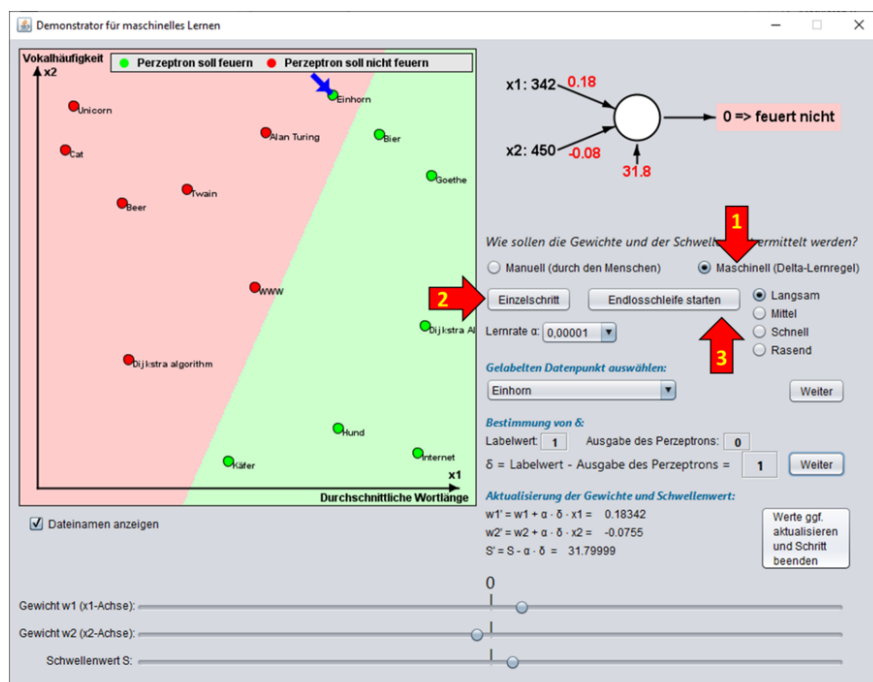 Demonstrator für maschinelles Lernen
Vokalhäufigkeit
x2
Perzeptron soll feuern
Perzeptron soll nicht feuern
Einhorn
Unicorn
Alan Turing
Bier
Cat
Goethe
Twain
Beer
WWW
Dijkstra Al
Dijkstra algorithm
Hund
Internet
Käfer
x1
Durchschnittliche Wortlänge
Dateinamen anzeigen
x1: 342
0.18
0 => feuert nicht
x2: 450
-0.08
31.8
1
Wie sollen die Gewichte und der Schwelle ermittelt werden?
Manuell (durch den Menschen)
Maschinell (Delta-Lernregel)
2
Einzelschritt
Endlosschleife starten
Langsam
Mittel
Schnell
Rasend
Lernrate α:
0,00001
3
Gelabelten Datenpunkt auswählen:
Einhorn
Weiter
Bestimmung von δ:
Labelwert: 1 Ausgabe des Perzeptrons: 0
δ = Labelwert - Ausgabe des Perzeptrons = 1
Weiter
Aktualisierung der Gewichte und Schwellenwert:
w1' = w1 + α · δ · x1 = 0.18342
w2' = w2 + α · δ · x2 = -0.0755
S' = S - α · δ = 31.79999
Werte ggf.
aktualisieren
und Schritt
beenden
0
Gewicht w1 (x1-Achse):
Gewicht w2 (x2-Achse):
Schwellenwert S: